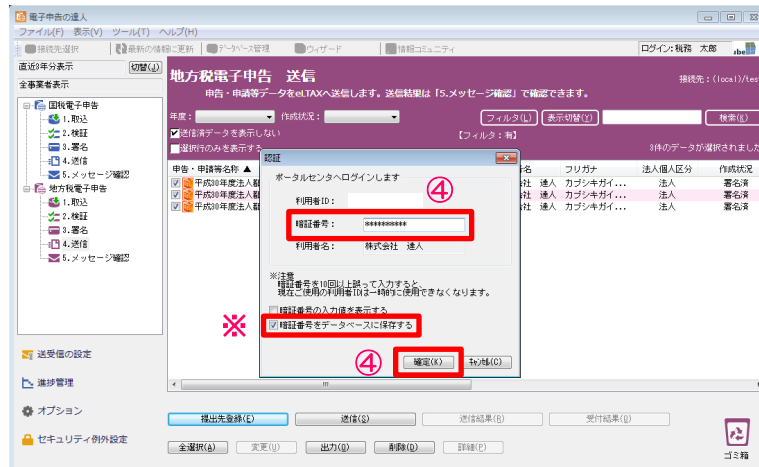 電子申告の達人
ファイル(F) 表示(V) ツール(T) ヘルプ(H)
接続先選択 最新の情報に更新 データベース管理 ウィザード 情報コミュニティ ログイン:税務 太郎
直近3年分表示 切替(J)
全事業者表示
国税電子申告
1.取込
2.検証
3.署名
4.送信
5.メッセージ確認
地方税電子申告
1.取込
2.検証
3.署名
4.送信
5.メッセージ確認
送受信の設定
進捗管理
オプション
セキュリティ例外設定
地方税電子申告 送信
接続先:(local)/tes
申告・申請等データをeLTAXへ送信します。送信結果は「5.メッセージ確認」で確認できます。
年度: 作成状況: フィルタ(L) 表示切替(Y) 検索(K)
送信済データを表示しない 【フィルタ:有】
選択行のみを表示する 3件のデータが選択されました
申告・申請等名称 ▲ 名 フリガナ 法人個人区分 作成状況
平成30年度法人都 社 達人 カブシキガイ... 法人 署名済
平成30年度法人都 社 達人 カブシキガイ... 法人 署名済
平成30年度法人都 社 達人 カブシキガイ... 法人 署名済
認証
ポータルセンタへログインします
④
利用者ID:
暗証番号: **********
利用者名: 株式会社 達人
※注意
暗証番号を10回以上誤って入力すると、
現在ご使用の利用者IDは一時的に使用できなくなります。
暗証番号の入力値を表示する
※ 暗証番号をデータベースに保存する
④ 確定(K) キャンセル(C)
提出先登録(E) 送信(S) 送信結果(R) 受付結果(O)
全選択(A) 変更(U) 出力(O) 削除(D) 詳細(P)
ゴミ箱